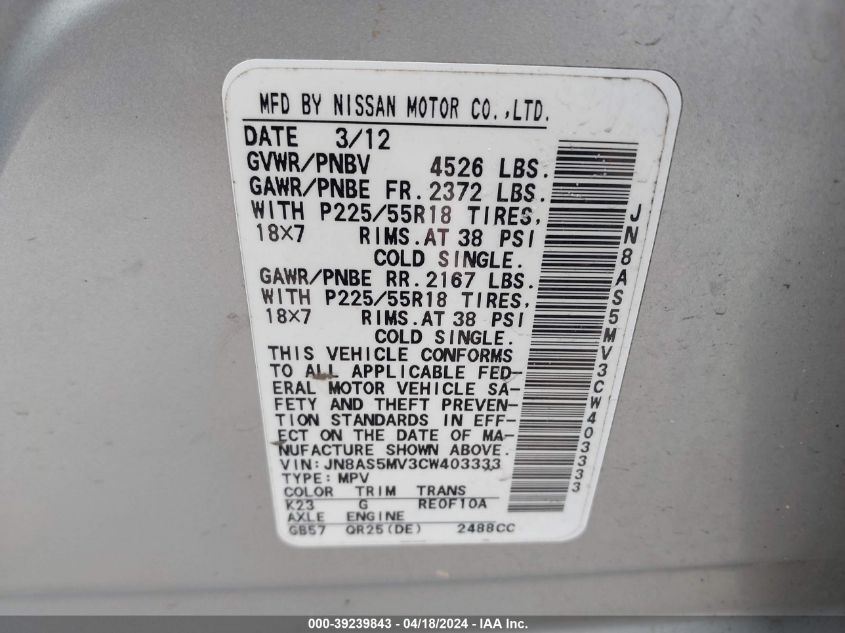 MFD BY NISSAN MOTOR CO.,LTD.
DATE 3/12
GVWR/PNBV 4526 LBS.
GAWR/PNBE FR. 2372 LBS.
WITH P225/55R18 TIRES,
18X7 RIMS.AT 38 PSI
COLD SINGLE.
GAWR/PNBE RR. 2167 LBS.
WITH P225/55R18 TIRES,
18X7 RIMS.AT 38 PSI
COLD SINGLE.
THIS VEHICLE CONFORMS
TO ALL APPLICABLE FED-
ERAL MOTOR VEHICLE SA-
FETY AND THEFT PREVEN-
TION STANDARDS IN EFF-
ECT ON THE DATE OF MA-
NUFACTURE SHOWN ABOVE.
VIN:JN8AS5MV3CW403333
TYPE:MPV
COLOR TRIM TRANS
K23 G RE0F10A
AXLE ENGINE
GB57 QR25(DE) 2488CC
JN8AS5MV3CW403333
000-39239843 | 04/18/2024 - IAA Inc.